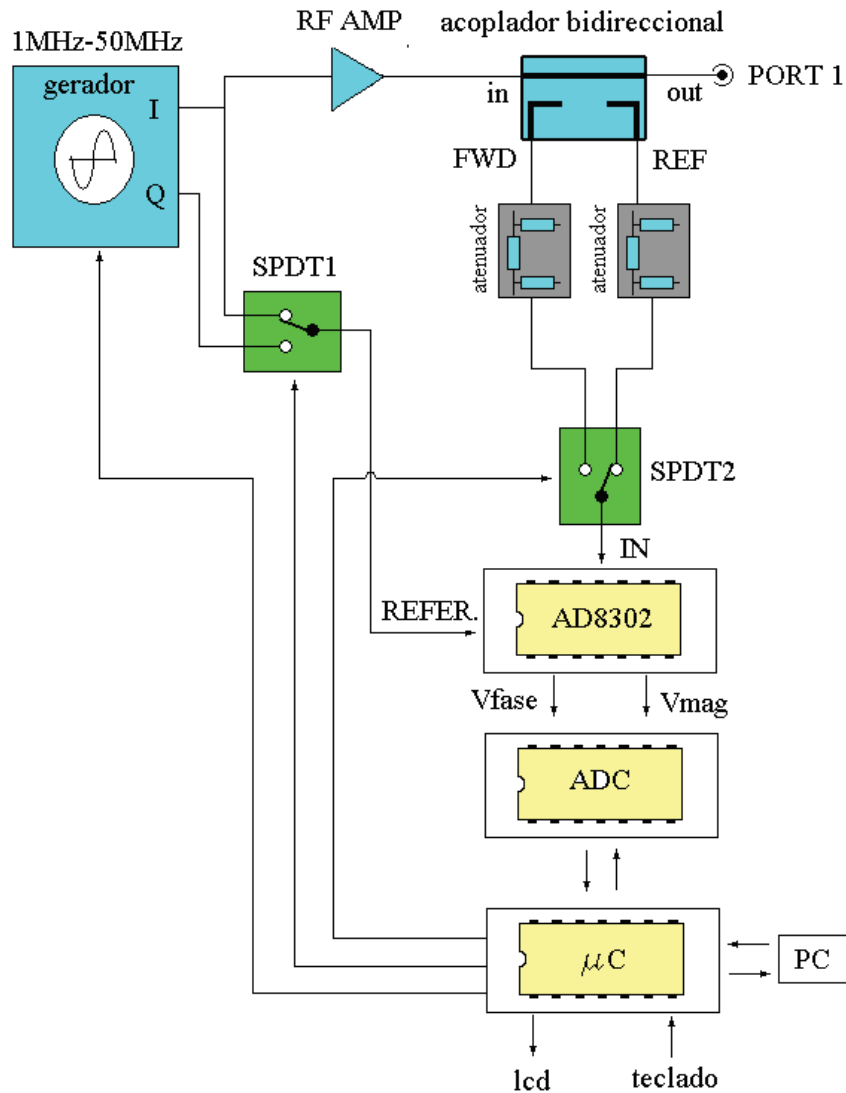 RF AMP
acoplador bidireccional
1MHz-50MHz
gerador
I
Q
in
out
PORT 1
FWD
REF
atenuador
atenuador
SPDT1
SPDT2
IN
REFER.
AD8302
Vfase
Vmag
ADC
μC
PC
lcd
teclado